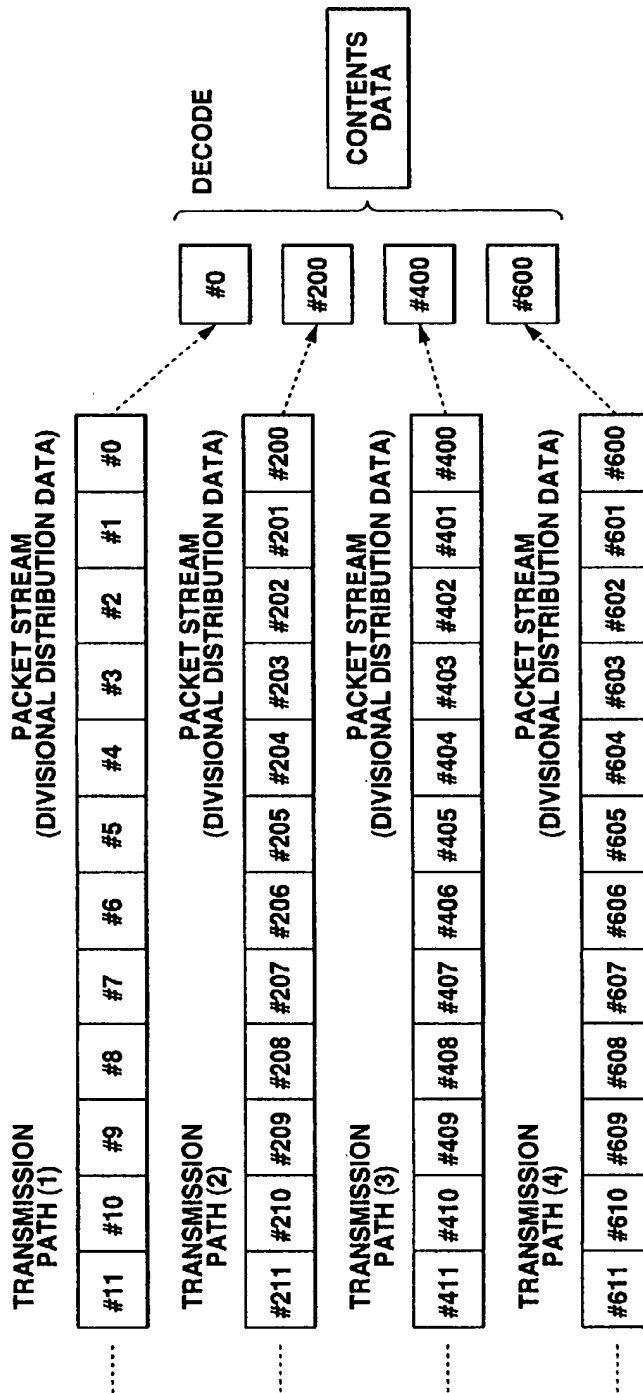 TRANSMISSION
PATH (1)
PACKET STREAM
(DIVISIONAL DISTRIBUTION DATA)
...... #11 #10 #9 #8 #7 #6 #5 #4 #3 #2 #1 #0
TRANSMISSION
PATH (2)
PACKET STREAM
(DIVISIONAL DISTRIBUTION DATA)
...... #211 #210 #209 #208 #207 #206 #205 #204 #203 #202 #201 #200
TRANSMISSION
PATH (3)
PACKET STREAM
(DIVISIONAL DISTRIBUTION DATA)
...... #411 #410 #409 #408 #407 #406 #405 #404 #403 #402 #401 #400
TRANSMISSION
PATH (4)
PACKET STREAM
(DIVISIONAL DISTRIBUTION DATA)
...... #611 #610 #609 #608 #607 #606 #605 #604 #603 #602 #601 #600
#0
#200
#400
#600
DECODE
CONTENTS
DATA